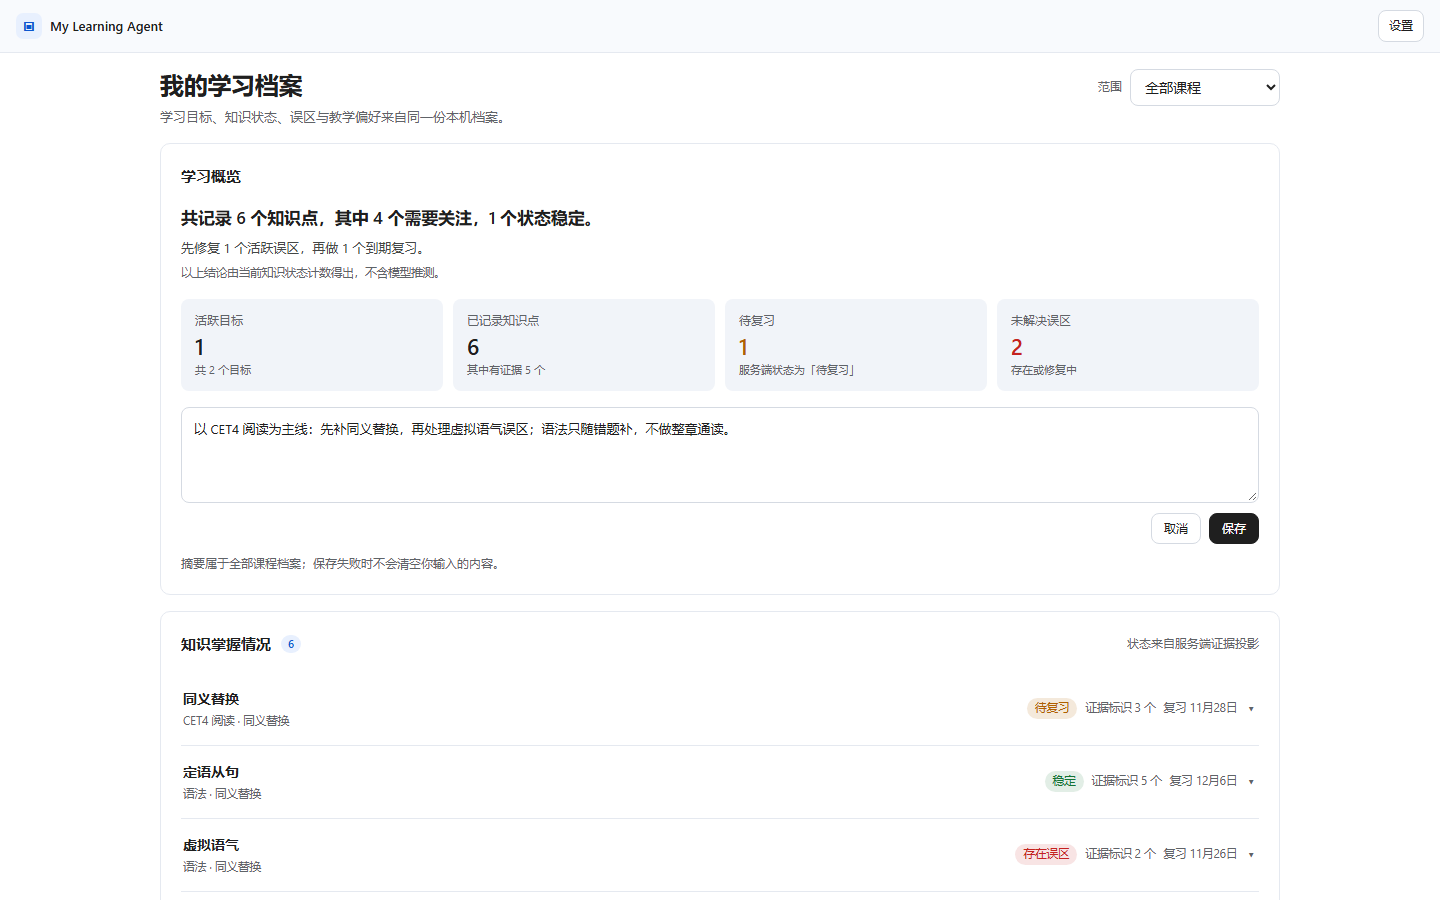 My Learning Agent
设置
我的学习档案
范围
全部课程
学习目标、知识状态、误区与教学偏好来自同一份本机档案。
学习概览
共记录 6 个知识点，其中 4 个需要关注，1 个状态稳定。
先修复 1 个活跃误区，再做 1 个到期复习。
以上结论由当前知识状态计数得出，不含模型推测。
活跃目标
1
共 2 个目标
已记录知识点
6
其中有证据 5 个
待复习
1
服务端状态为「待复习」
未解决误区
2
存在或修复中
以 CET4 阅读为主线：先补同义替换，再处理虚拟语气误区；语法只随错题补，不做整章通读。
取消
保存
摘要属于全部课程档案；保存失败时不会清空你输入的内容。
知识掌握情况 6
状态来自服务端证据投影
同义替换
CET4 阅读 · 同义替换
待复习 证据标识 3 个 复习 11月28日
定语从句
语法 · 同义替换
稳定 证据标识 5 个 复习 12月6日
虚拟语气
语法 · 同义替换
存在误区 证据标识 2 个 复习 11月26日